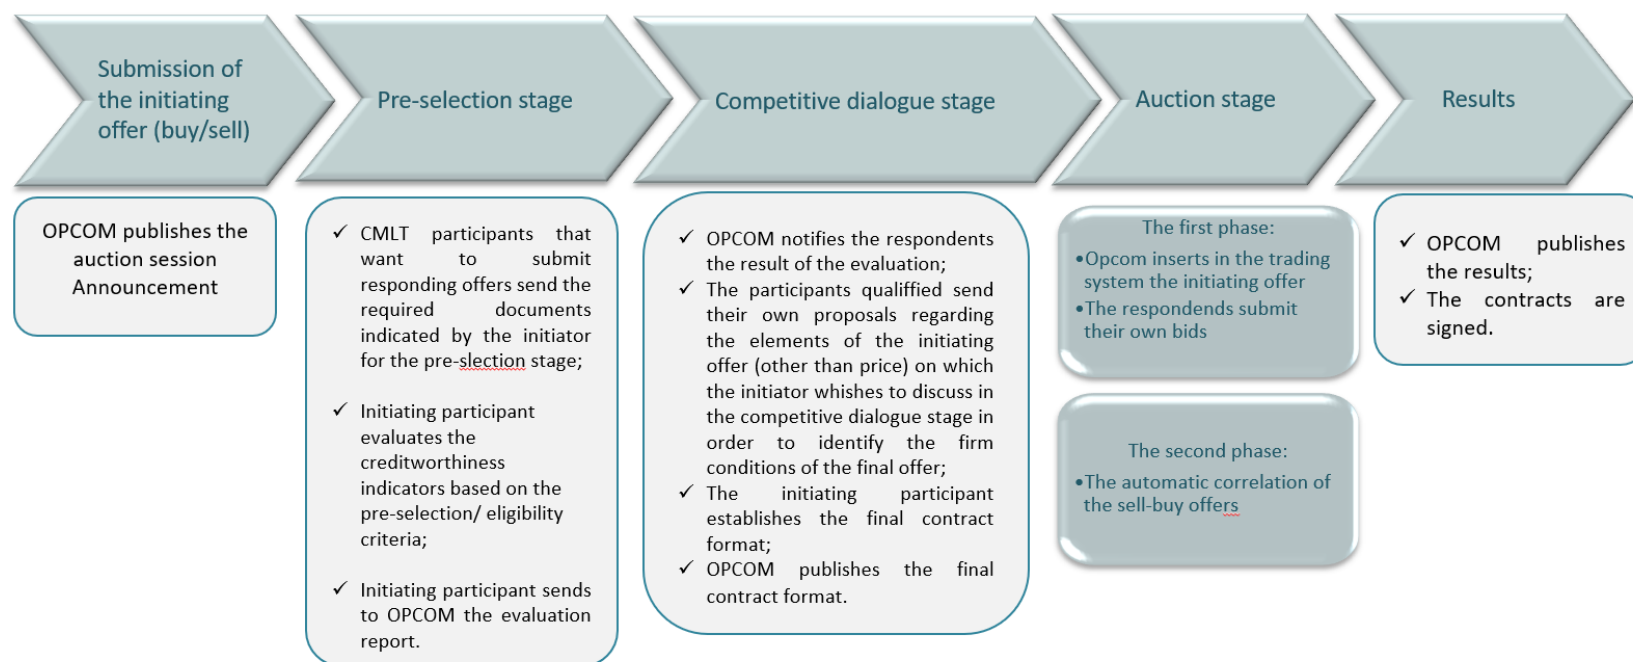 Submission of
the initiating
offer (buy/sell)
Pre-selection stage
Competitive dialogue stage
Auction stage
Results
OPCOM publishes the
auction session
Announcement
✓ CMLT participants that
want to submit
responding offers send the
required documents
indicated by the initiator
for the pre-slection stage;
✓ Initiating participant
evaluates the
creditworthiness
indicators based on the
pre-selection/ eligibility
criteria;
✓ Initiating participant sends
to OPCOM the evaluation
report.
✓ OPCOM notifies the respondents
the result of the evaluation;
✓ The participants qualiffied send
their own proposals regarding
the elements of the initiating
offer (other than price) on which
the initiator whishes to discuss in
the competitive dialogue stage in
order to identify the firm
conditions of the final offer;
✓ The initiating participant
establishes the final contract
format;
✓ OPCOM publishes the final
contract format.
The first phase:
•Opcom inserts in the trading
system the initiating offer
•The respondends submit
their own bids
The second phase:
•The automatic correlation of
the sell-buy offers
✓ OPCOM publishes
the results;
✓ The contracts are
signed.